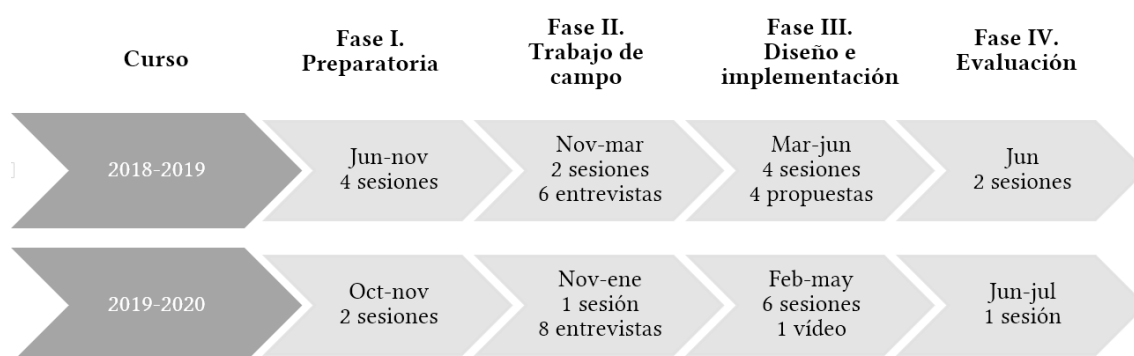 Curso
Fase I.
Preparatoria
Fase II.
Trabajo de
campo
Fase III.
Diseño e
implementación
Fase IV.
Evaluación
2018-2019
Jun-nov
4 sesiones
Nov-mar
2 sesiones
6 entrevistas
Mar-jun
4 sesiones
4 propuestas
Jun
2 sesiones
2019-2020
Oct-nov
2 sesiones
Nov-ene
1 sesión
8 entrevistas
Feb-may
6 sesiones
1 vídeo
Jun-jul
1 sesión